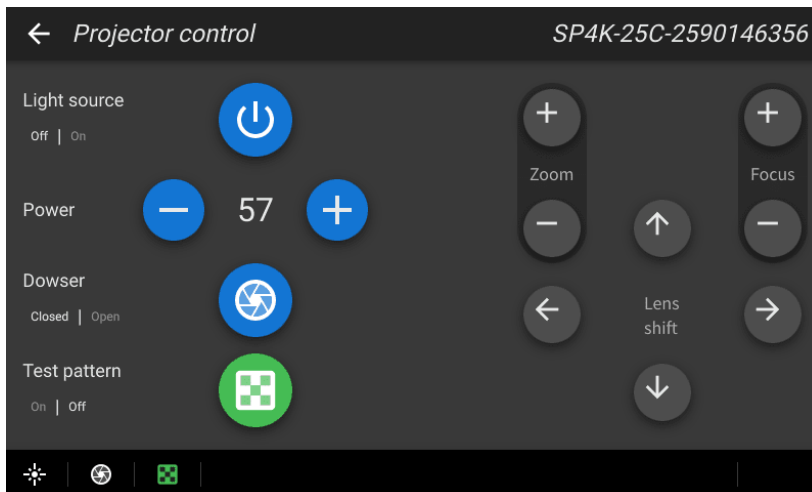 Projector control
SP4K-25C-2590146356
Light source
Off | On
Power
57
Dowser
Closed | Open
Test pattern
On | Off
Zoom
Focus
Lens
shift